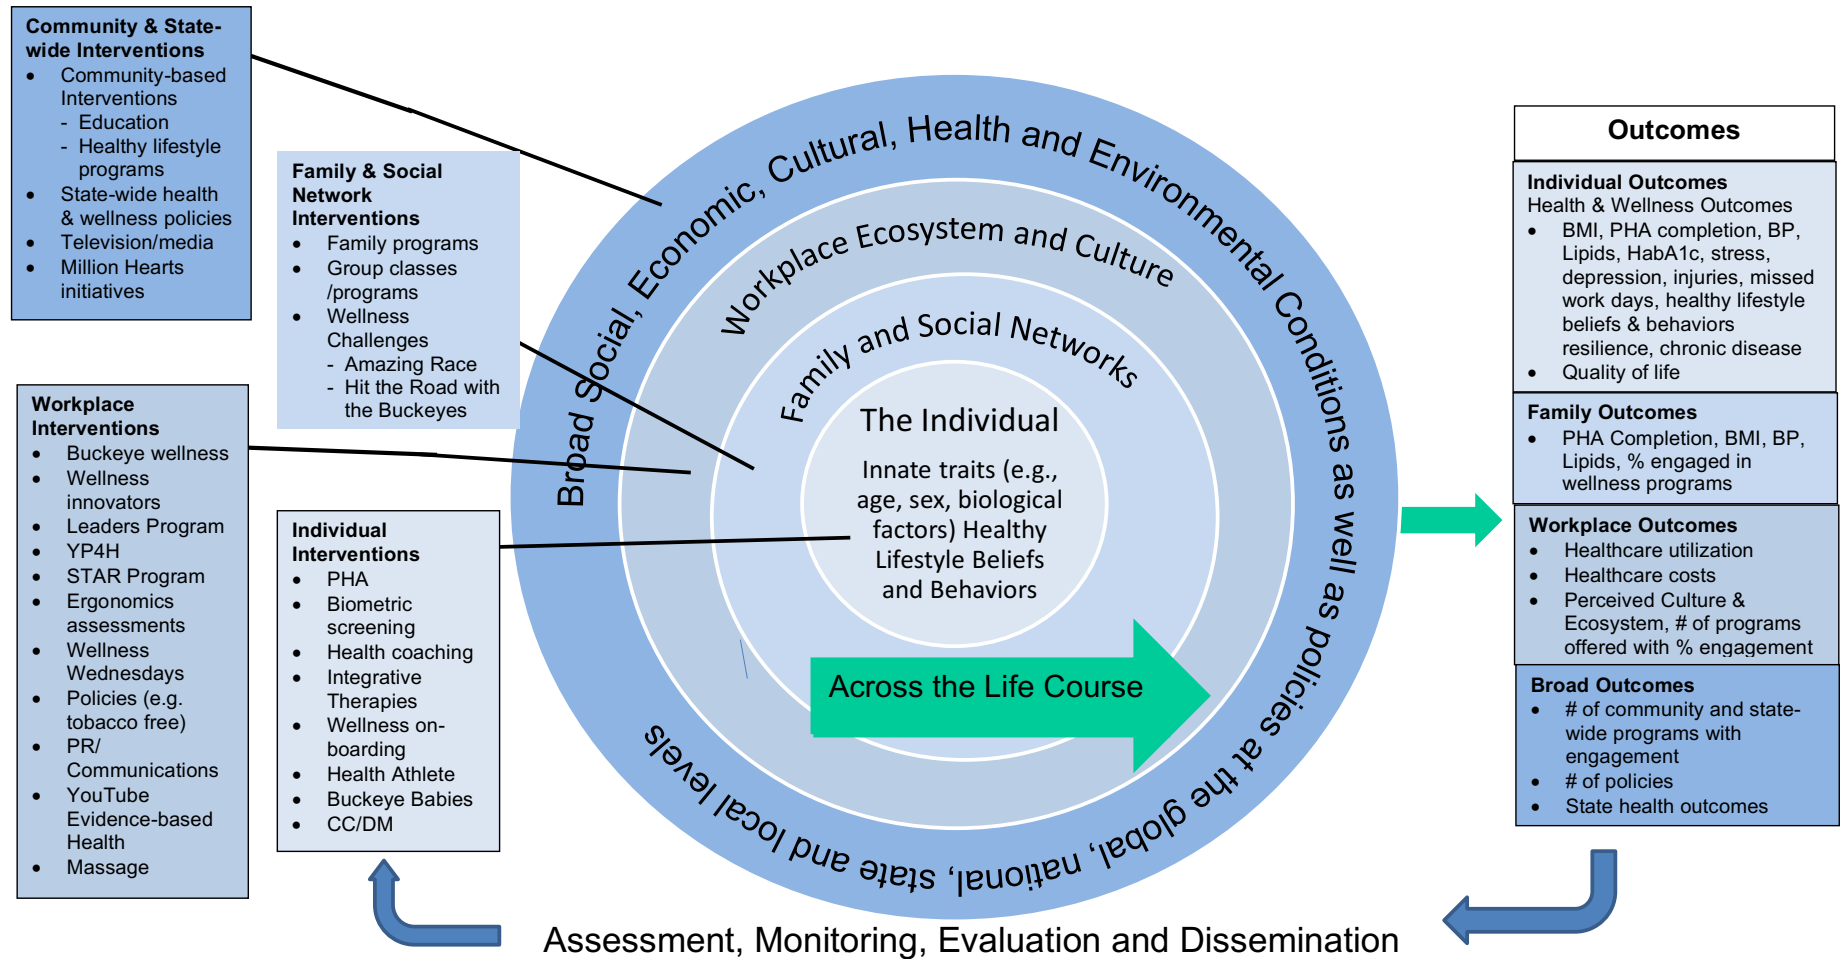 Community & State-
wide Interventions
• Community-based
Interventions
- Education
- Healthy lifestyle
programs
• State-wide health
& wellness policies
• Television/media
• Million Hearts
initiatives
Family & Social
Network
Interventions
• Family programs
• Group classes
/programs
• Wellness
Challenges
- Amazing Race
- Hit the Road with
the Buckeyes
Workplace
Interventions
• Buckeye wellness
• Wellness
innovators
• Leaders Program
• YP4H
• STAR Program
• Ergonomics
assessments
• Wellness
Wednesdays
• Policies (e.g.
tobacco free)
• PR/
Communications
• YouTube
Evidence-based
Health
• Massage
Individual
Interventions
• PHA
• Biometric
screening
• Health coaching
• Integrative
Therapies
• Wellness on-
boarding
• Health Athlete
• Buckeye Babies
• CC/DM
Broad Social, Economic, Cultural, Health and Environmental Conditions as well as policies at the global, national, state and local levels
Workplace Ecosystem and Culture
Family and Social Networks
The Individual
Innate traits (e.g.,
age, sex, biological
factors) Healthy
Lifestyle Beliefs
and Behaviors
Across the Life Course
Outcomes
Individual Outcomes
Health & Wellness Outcomes
• BMI, PHA completion, BP,
Lipids, HabA1c, stress,
depression, injuries, missed
work days, healthy lifestyle
beliefs & behaviors
resilience, chronic disease
• Quality of life
Family Outcomes
• PHA Completion, BMI, BP,
Lipids, % engaged in
wellness programs
Workplace Outcomes
• Healthcare utilization
• Healthcare costs
• Perceived Culture &
Ecosystem, # of programs
offered with % engagement
Broad Outcomes
• # of community and state-
wide programs with
engagement
• # of policies
• State health outcomes
Assessment, Monitoring, Evaluation and Dissemination